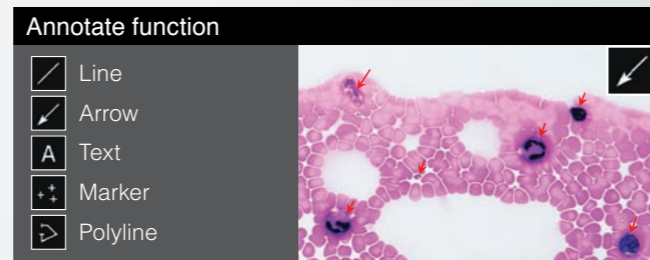 Annotate function
Line
Arrow
A Text
Marker
Polyline